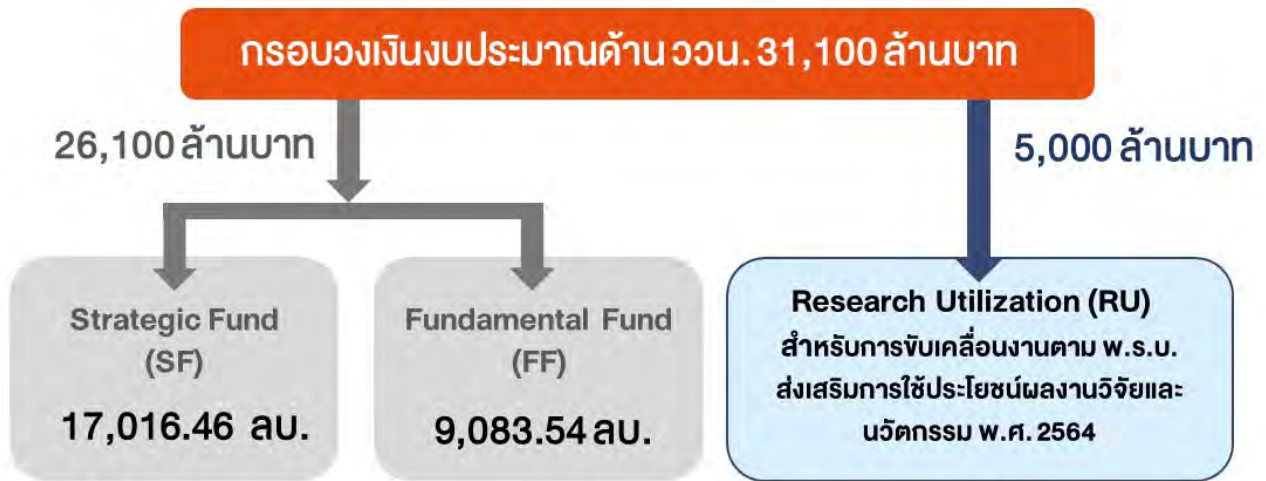 กรอบวงเงินงบประมาณด้าน ววน. 31,100 ล้านบาท
26,100 ล้านบาท
5,000 ล้านบาท
Strategic Fund
(SF)
17,016.46 ลบ.
Fundamental Fund
(FF)
9,083.54 ลบ.
Research Utilization (RU)
สำหรับการขับเคลื่อนงานตาม พ.ร.บ.
ส่งเสริมการใช้ประโยชน์ผลงานวิจัยและ
นวัตกรรม พ.ศ. 2564